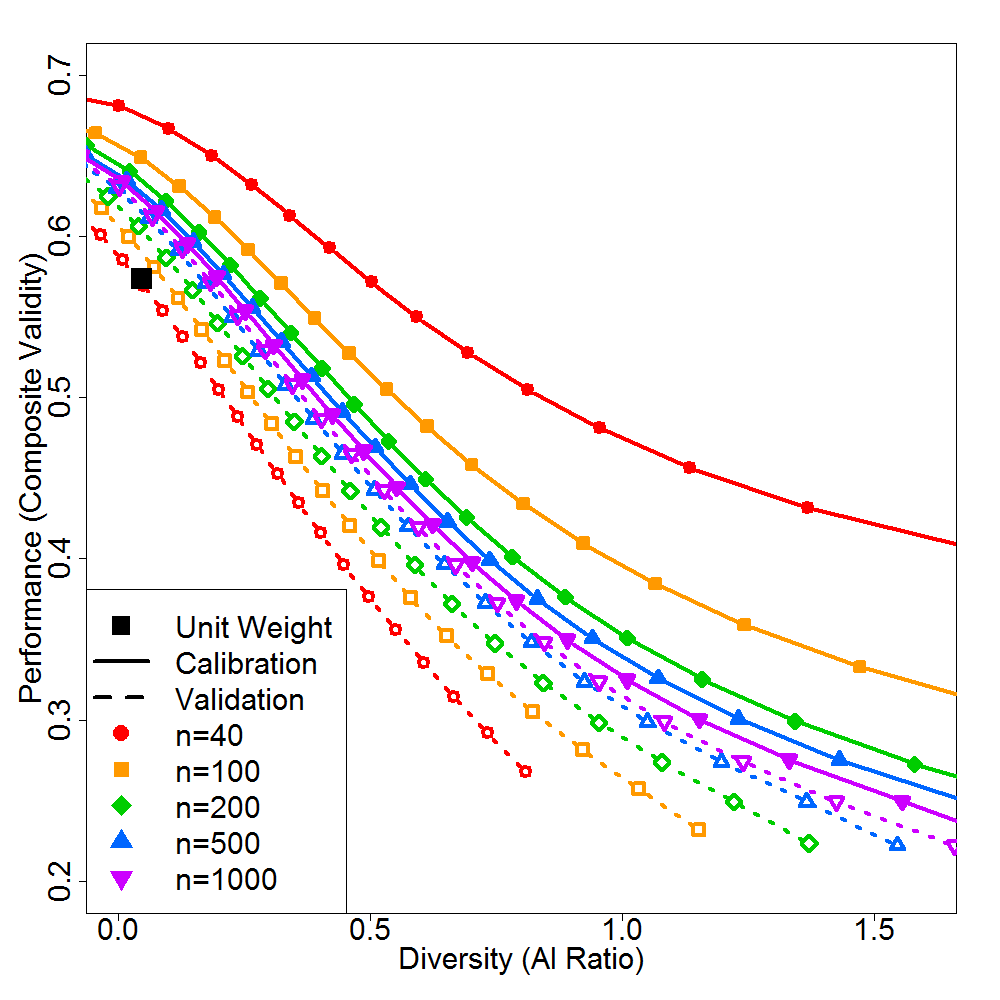 Performance (Composite Validity)
0.7
0.6
0.5
0.4
0.3
0.2
Unit Weight
Calibration
Validation
n=40
n=100
n=200
n=500
n=1000
0.0 0.5 1.0 1.5
Diversity (AI Ratio)